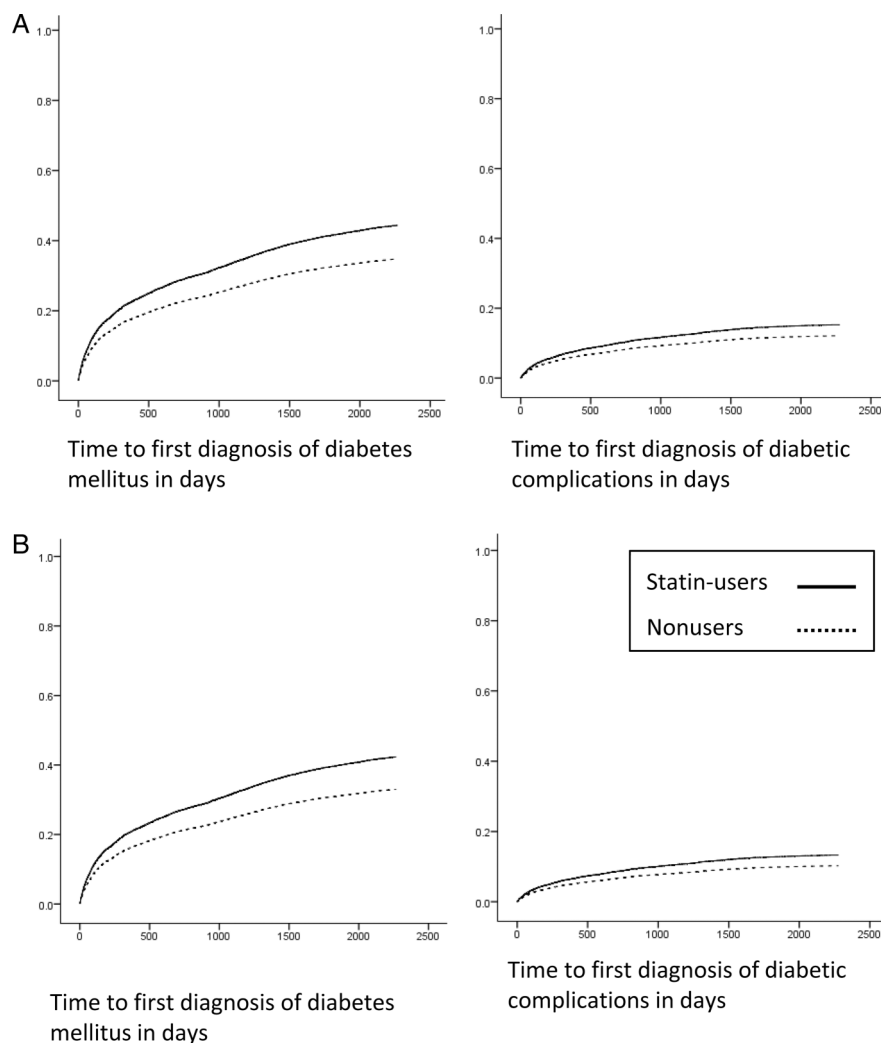 A
1.0
0.8
0.6
0.4
0.2
0.0
0 500 1000 1500 2000 2500
Time to first diagnosis of diabetes
mellitus in days
1.0
0.8
0.6
0.4
0.2
0.0
0 500 1000 1500 2000 2500
Time to first diagnosis of diabetic
complications in days
B
1.0
0.8
0.6
0.4
0.2
0.0
0 500 1000 1500 2000 2500
Time to first diagnosis of diabetes
mellitus in days
1.0
0.8
0.6
0.4
0.2
0.0
0 500 1000 1500 2000 2500
Time to first diagnosis of diabetic
complications in days
Statin-users
Nonusers